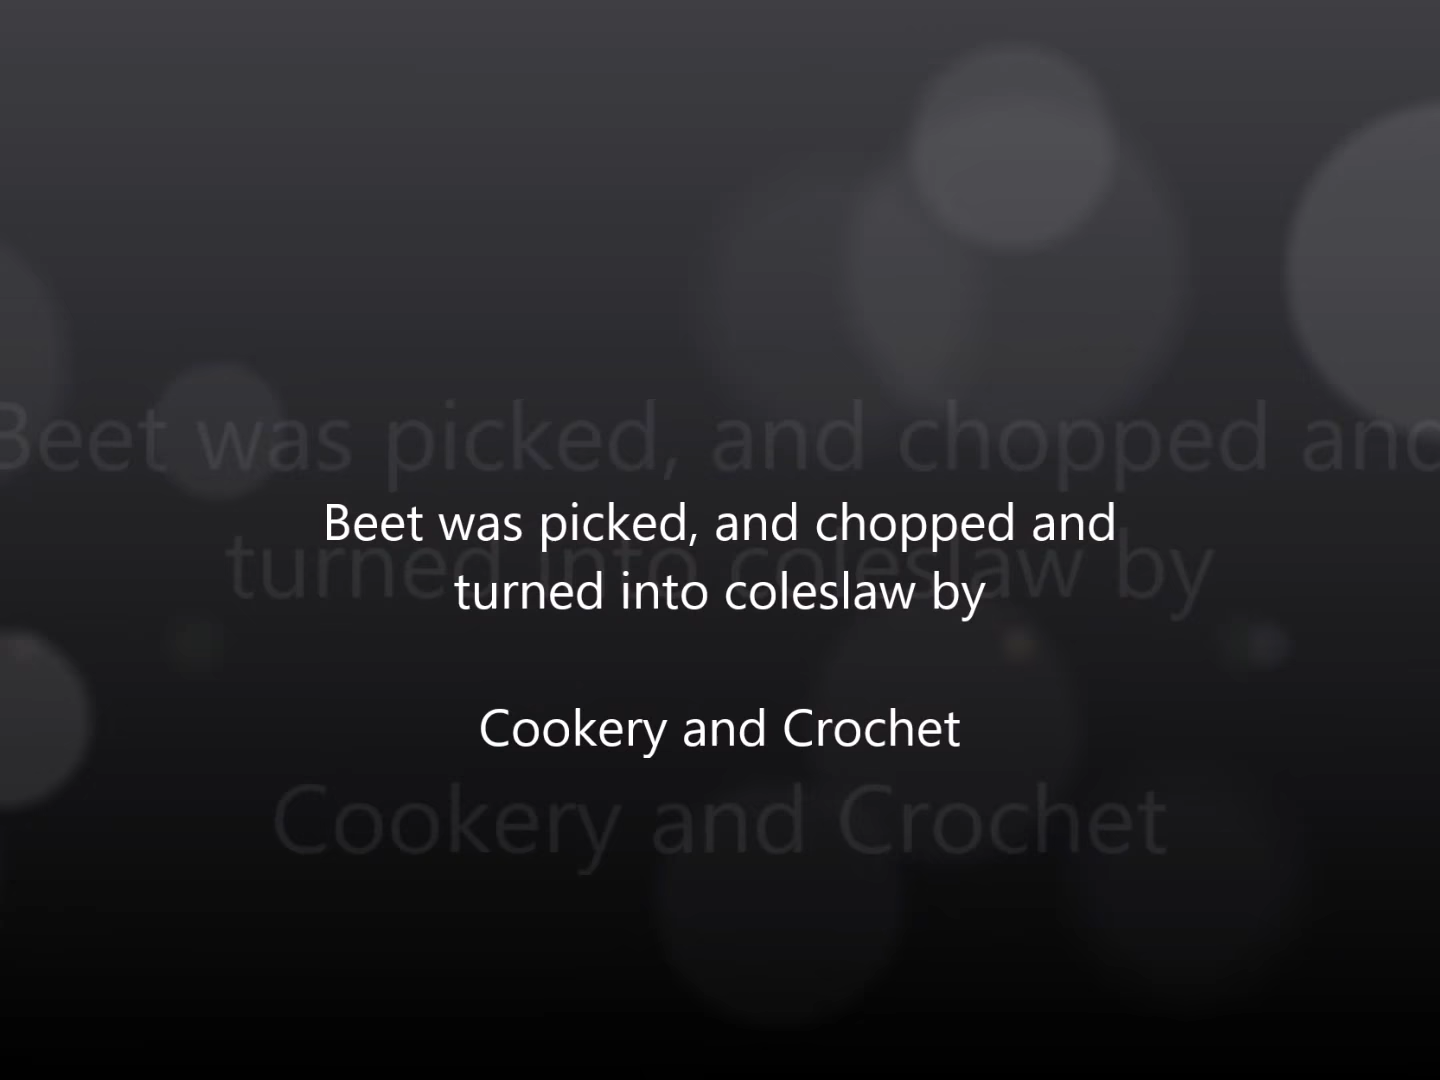 Beet was picked, and chopped and
turned into coleslaw by
Cookery and Crochet